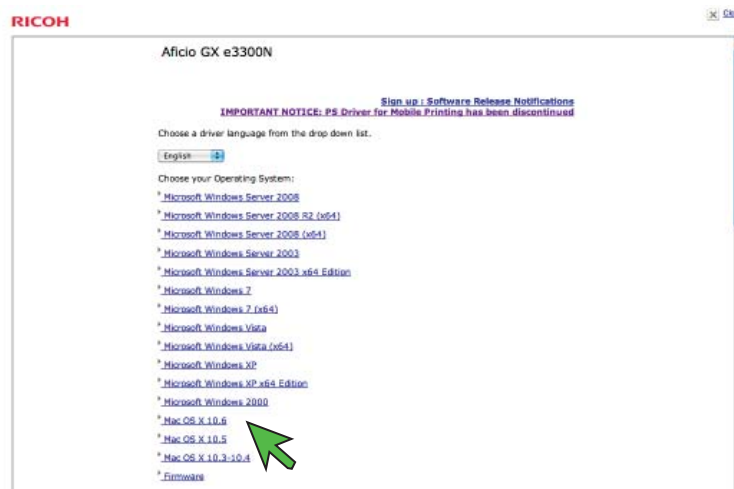 RICOH
Aficio GX e3300N
Sign up : Software Release Notifications
IMPORTANT NOTICE: PS Driver for Mobile Printing has been discontinued
Choose a driver language from the drop down list.
English
Choose your Operating System:
Microsoft Windows Server 2008
Microsoft Windows Server 2008 R2 (x64)
Microsoft Windows Server 2008 (x64)
Microsoft Windows Server 2003
Microsoft Windows Server 2003 x64 Edition
Microsoft Windows 7
Microsoft Windows 7 (x64)
Microsoft Windows Vista
Microsoft Windows Vista (x64)
Microsoft Windows XP
Microsoft Windows XP x64 Edition
Microsoft Windows 2000
Mac OS X 10.6
Mac OS X 10.5
Mac OS X 10.3-10.4
Firmware